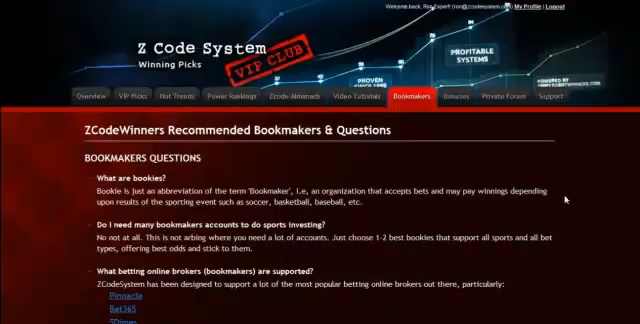 Welcome back, Ron Expert! (ron@zcodesystem.com) My Profile | Logout
Z Code System
Winning Picks
VIP CLUB
PROVEN
PROFITABLE
SYSTEMS
POWERED BY
Overview
VIP Picks
Hot Trends
Power Rankings
Zcode Almanach
Video Tutorials
Bookmakers
Bonuses
Private Forum
Support
ZCodeWinners Recommended Bookmakers & Questions
BOOKMAKERS QUESTIONS
What are bookies?
Bookie is just an abbreviation of the term 'Bookmaker', i.e, an organization that accepts bets and may pay winnings depending
upon results of the sporting event such as soccer, basketball, baseball, etc.
Do I need many bookmakers accounts to do sports investing?
No not at all. This is not arbing where you need a lot of accounts. Just choose 1-2 best bookies that support all sports and all bet
types, offering best odds and stick to them.
What betting online brokers (bookmakers) are supported?
ZCodeSystem has been designed to support a lot of the most popular betting online brokers out there, particularly:
Pinnacle
Bet365
5Dimes